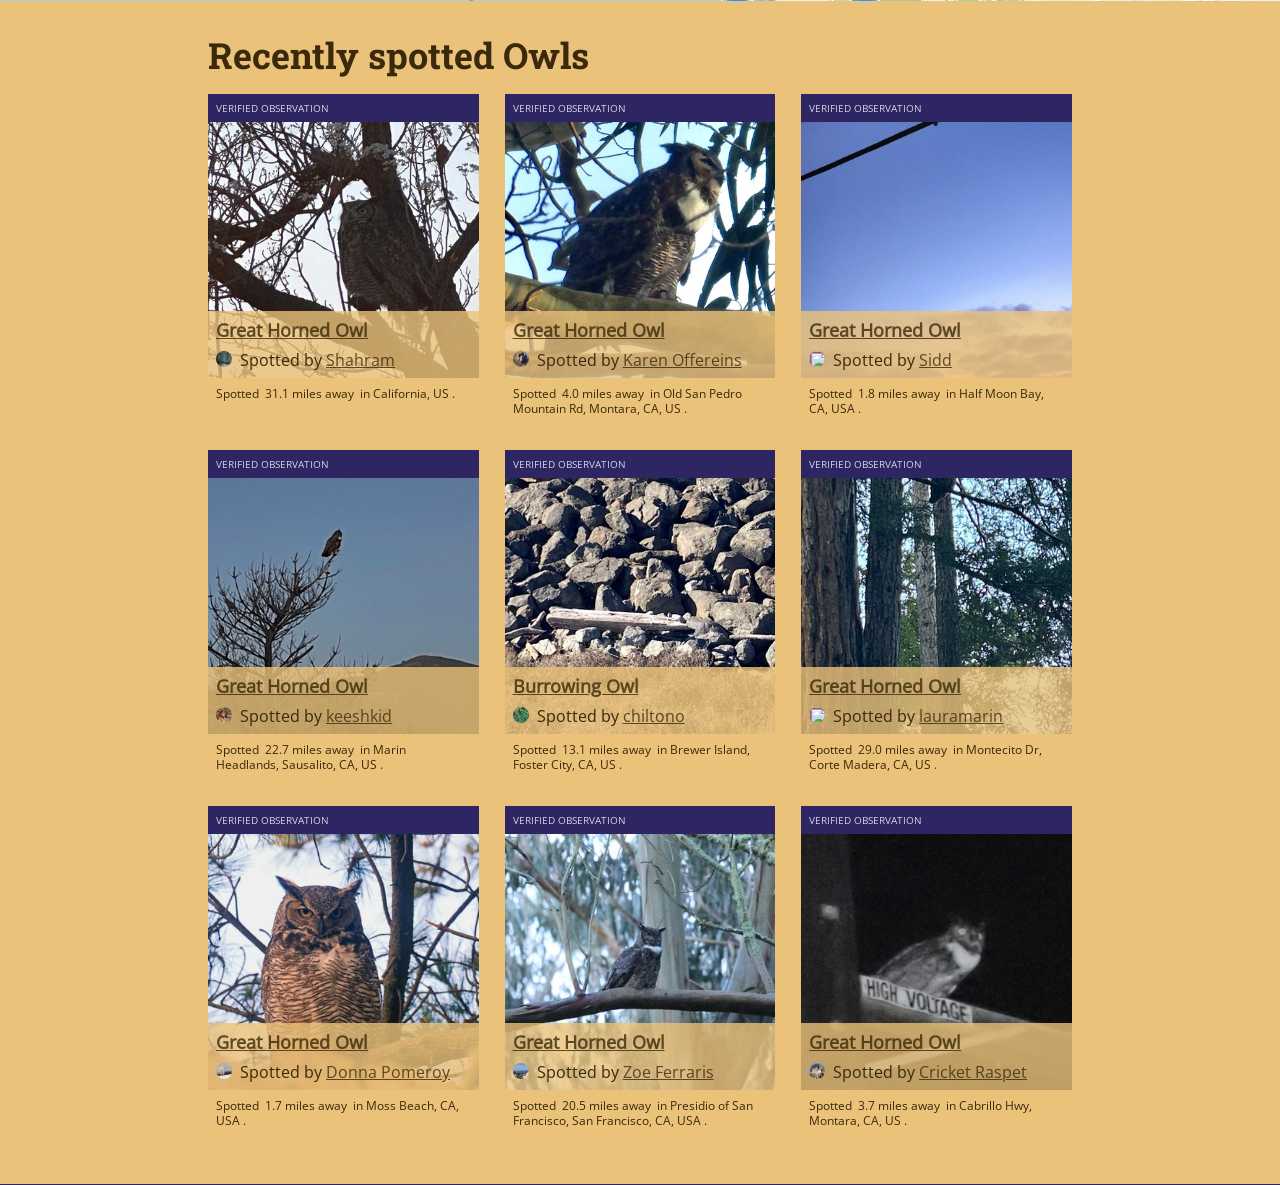 Recently spotted Owls
VERIFIED OBSERVATION
Great Horned Owl
Spotted by Shahram
Spotted 31.1 miles away in California, US .
VERIFIED OBSERVATION
Great Horned Owl
Spotted by Karen Offereins
Spotted 4.0 miles away in Old San Pedro
Mountain Rd, Montara, CA, US .
VERIFIED OBSERVATION
Great Horned Owl
Spotted by Sidd
Spotted 1.8 miles away in Half Moon Bay,
CA, USA .
VERIFIED OBSERVATION
Great Horned Owl
Spotted by keeshkid
Spotted 22.7 miles away in Marin
Headlands, Sausalito, CA, US .
VERIFIED OBSERVATION
Burrowing Owl
Spotted by chiltono
Spotted 13.1 miles away in Brewer Island,
Foster City, CA, US .
VERIFIED OBSERVATION
Great Horned Owl
Spotted by lauramarin
Spotted 29.0 miles away in Montecito Dr,
Corte Madera, CA, US .
VERIFIED OBSERVATION
Great Horned Owl
Spotted by Donna Pomeroy
Spotted 1.7 miles away in Moss Beach, CA,
USA .
VERIFIED OBSERVATION
Great Horned Owl
Spotted by Zoe Ferraris
Spotted 20.5 miles away in Presidio of San
Francisco, San Francisco, CA, USA .
VERIFIED OBSERVATION
HIGH VOLTAGE
Great Horned Owl
Spotted by Cricket Raspet
Spotted 3.7 miles away in Cabrillo Hwy,
Montara, CA, US .